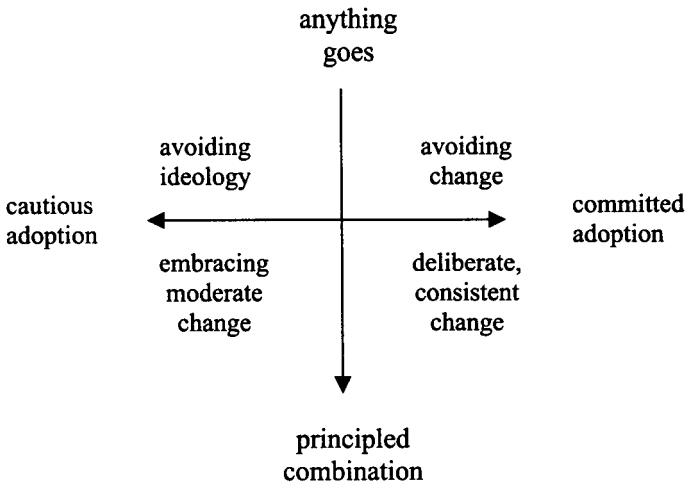 anything
goes
avoiding
ideology
avoiding
change
cautious
adoption
committed
adoption
embracing
moderate
change
deliberate,
consistent
change
principled
combination